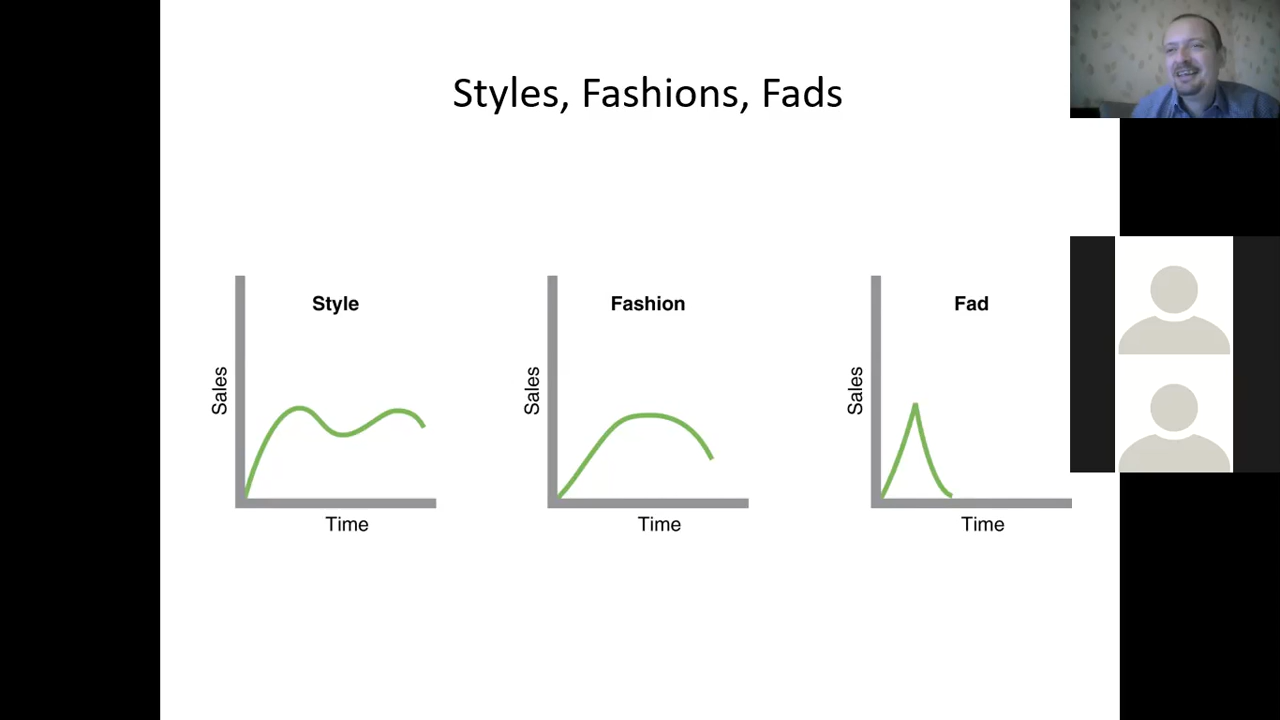 Styles, Fashions, Fads
Style
Sales
Time
Fashion
Sales
Time
Fad
Sales
Time